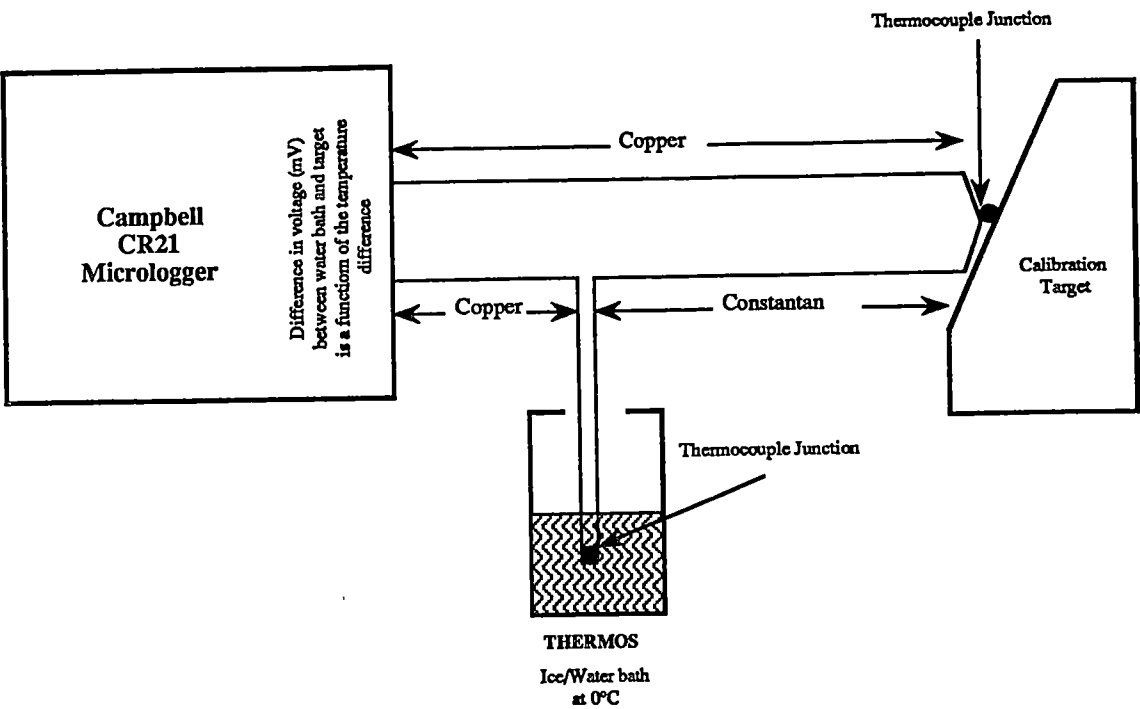 Thermocouple Junction
Copper
Campbell
CR21
Micrologger
Difference in voltage (mV)
between water bath and target
is a functiom of the temperature
difference
Calibration
Target
Copper
Constantan
Thermocouple Junction
THERMOS
Ice/Water bath
at 0°C